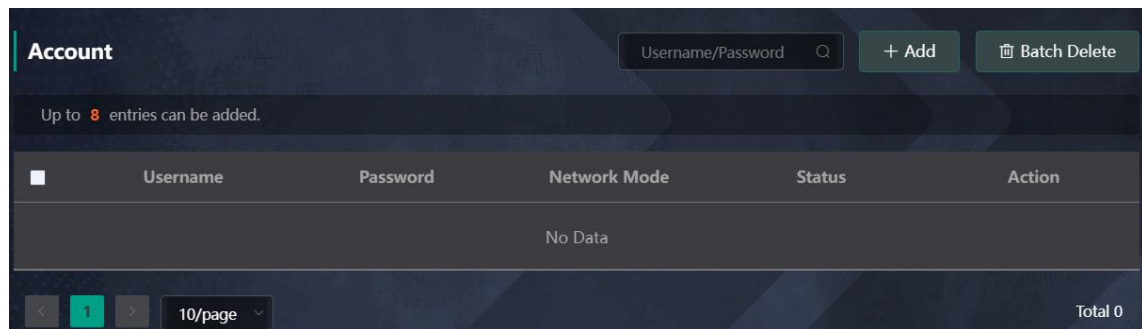 Account
Username/Password
+ Add
Batch Delete
Up to 8 entries can be added.
Username Password Network Mode Status Action
No Data
< 1 > 10/page
Total 0